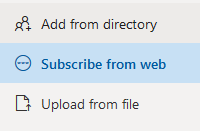 Add from directory
Subscribe from web
Upload from file